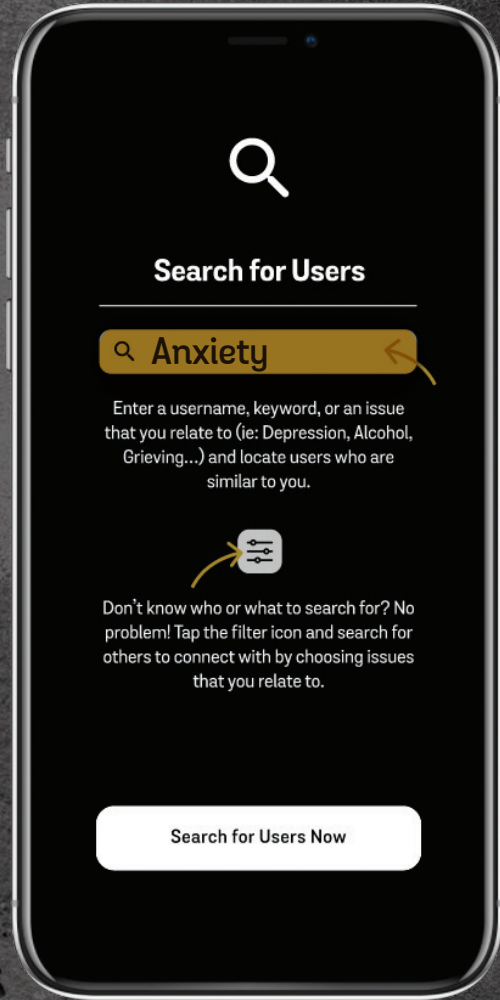 Search for Users
Anxiety
Enter a username, keyword, or an issue
that you relate to (ie: Depression, Alcohol,
Grieving...) and locate users who are
similar to you.
Don't know who or what to search for? No
problem! Tap the filter icon and search for
others to connect with by choosing issues
that you relate to.
Search for Users Now